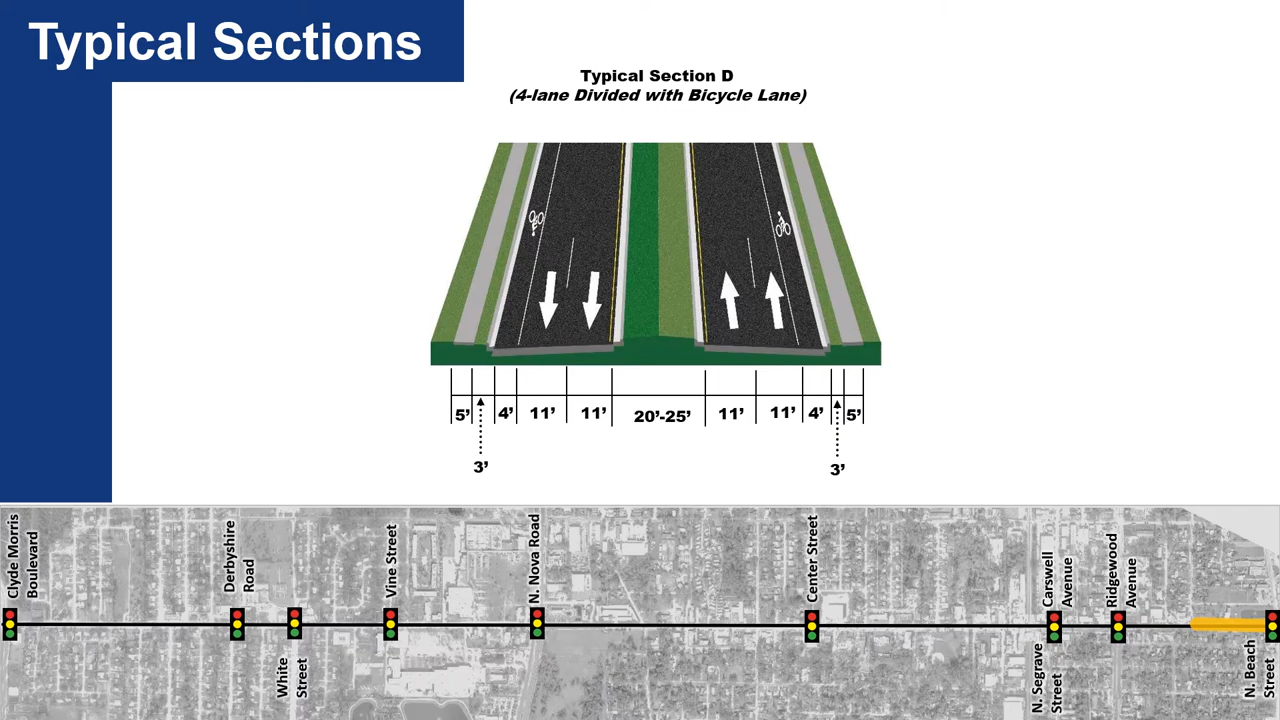 Typical Sections
Typical Section D
(4-lane Divided with Bicycle Lane)
5’ 4’ 11’ 11’ 20’-25’ 11’ 11’ 4’ 5’
3’ 3’
Clyde Morris
Boulevard
Derbyshire
Road
White
Street
Vine Street
N. Nova Road
Center Street
Carswell
Avenue
N. Segrave
Street
Ridgewood
Avenue
N. Beach
Street